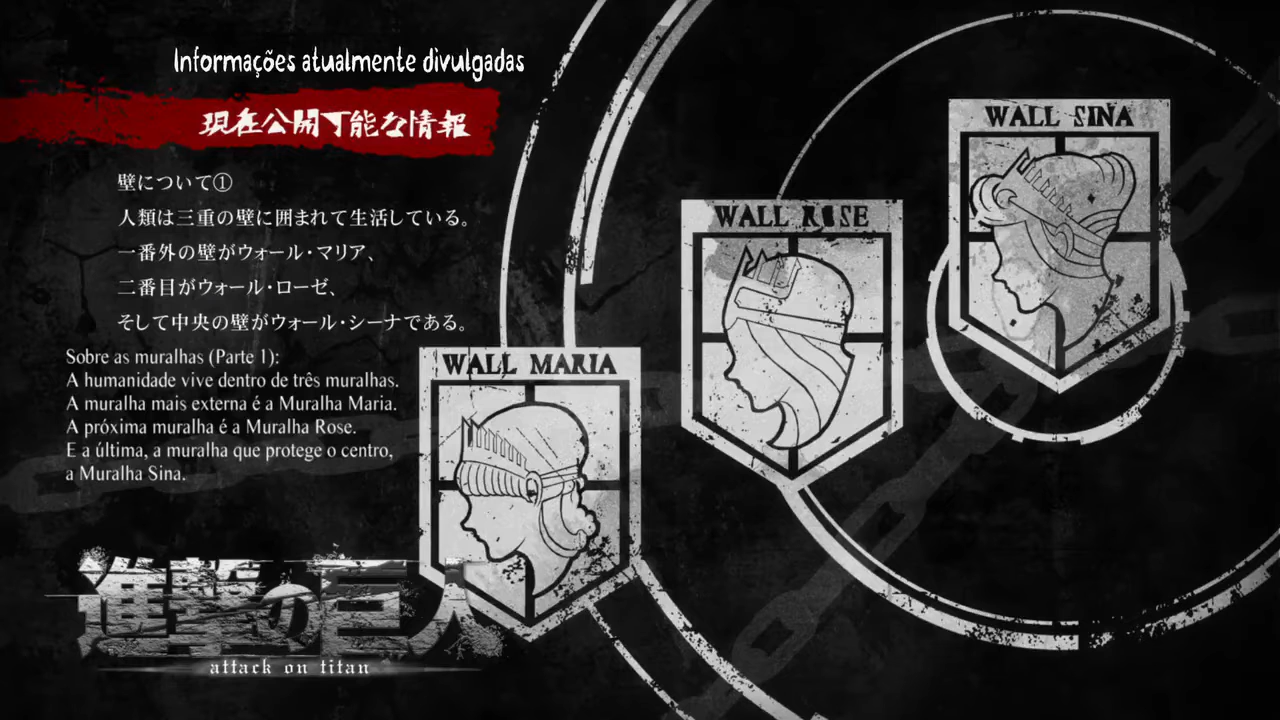 Informações atualmente divulgadas
現在公開可能な情報
壁について①
人類は三重の壁に囲まれて生活している。
一番外の壁がウォール・マリア、
二番目がウォール・ローゼ、
そして中央の壁がウォール・シーナである。
Sobre as muralhas (Parte 1):
A humanidade vive dentro de três muralhas.
A muralha mais externa é a Muralha Maria.
A próxima muralha é a Muralha Rose.
E a última, a muralha que protege o centro,
a Muralha Sina.
WALL MARIA
WALL ROSE
WALL SINA
進撃の巨人
attack on titan